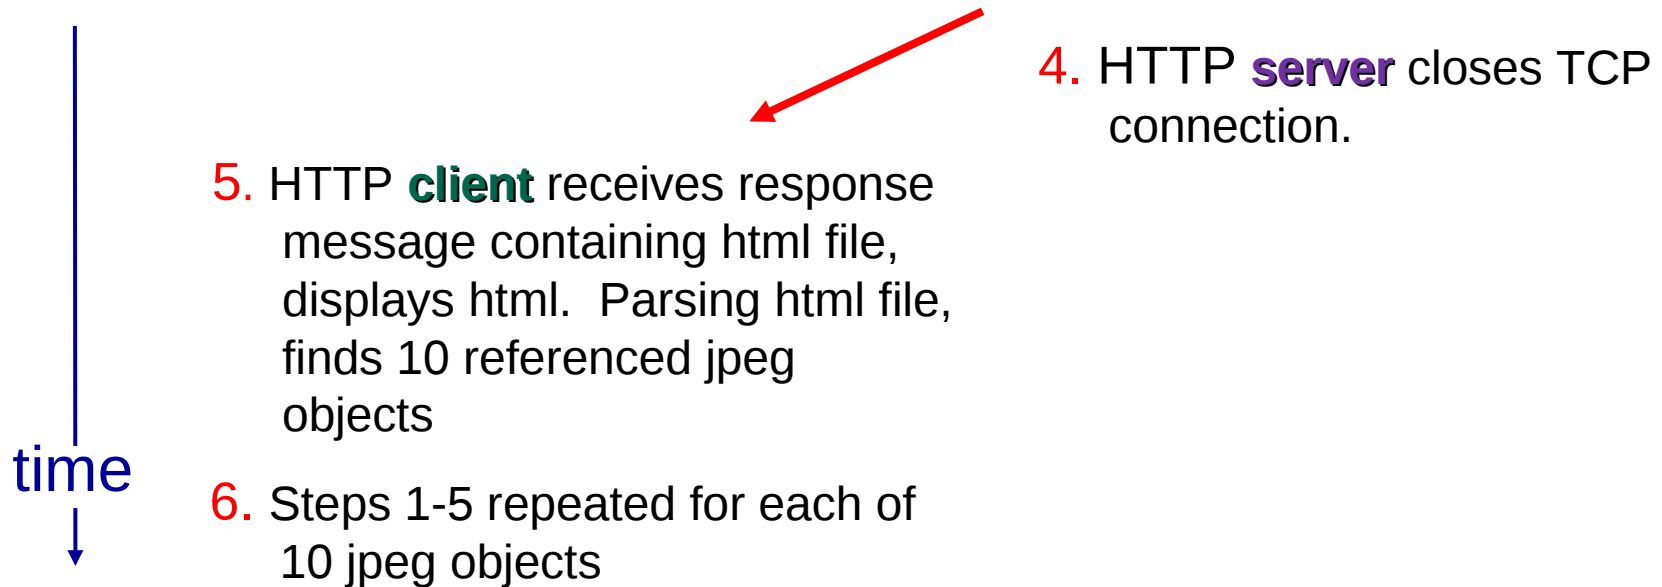 4. HTTP server closes TCP
connection.
5. HTTP client receives response
message containing html file,
displays html.  Parsing html file,
finds 10 referenced jpeg
objects
time
6. Steps 1-5 repeated for each of
10 jpeg objects